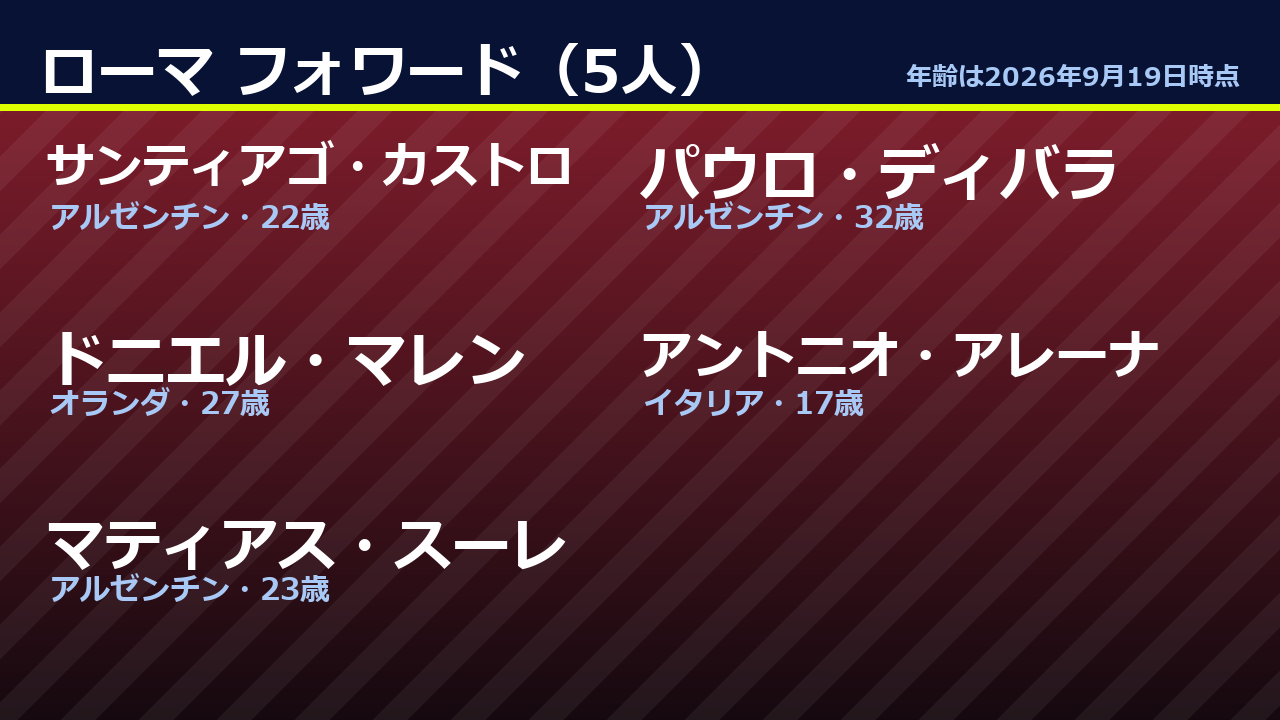 ローマ フォワード（5人）
年齢は2026年9月19日時点
サンティアゴ・カストロ
アルゼンチン・22歳
パウロ・ディバラ
アルゼンチン・32歳
ドニエル・マレン
オランダ・27歳
アントニオ・アレーナ
イタリア・17歳
マティアス・スーレ
アルゼンチン・23歳